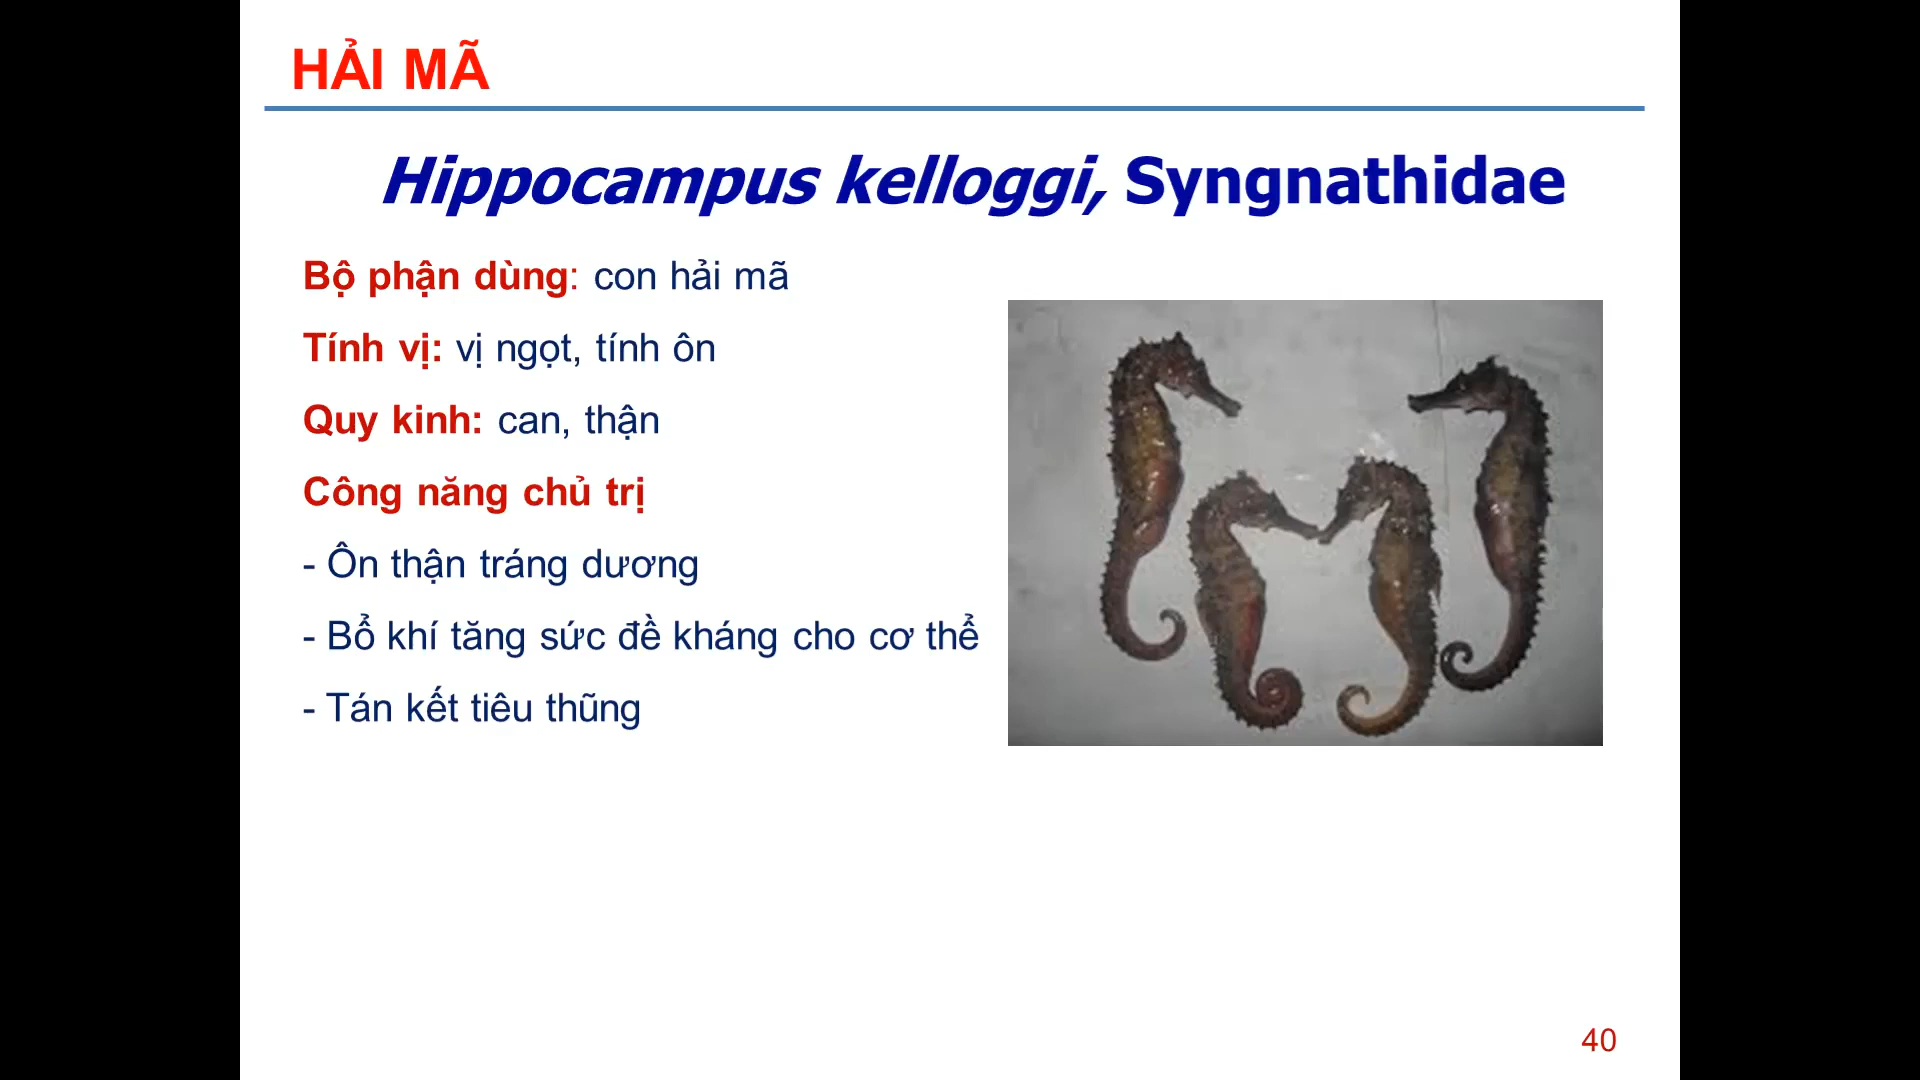 HẢI MÃ
Hippocampus kelloggi, Syngnathidae
Bộ phận dùng: con hải mã
Tính vị: vị ngọt, tính ôn
Quy kinh: can, thận
Công năng chủ trị
- Ôn thận tráng dương
- Bổ khí tăng sức đề kháng cho cơ thể
- Tán kết tiêu thũng
40